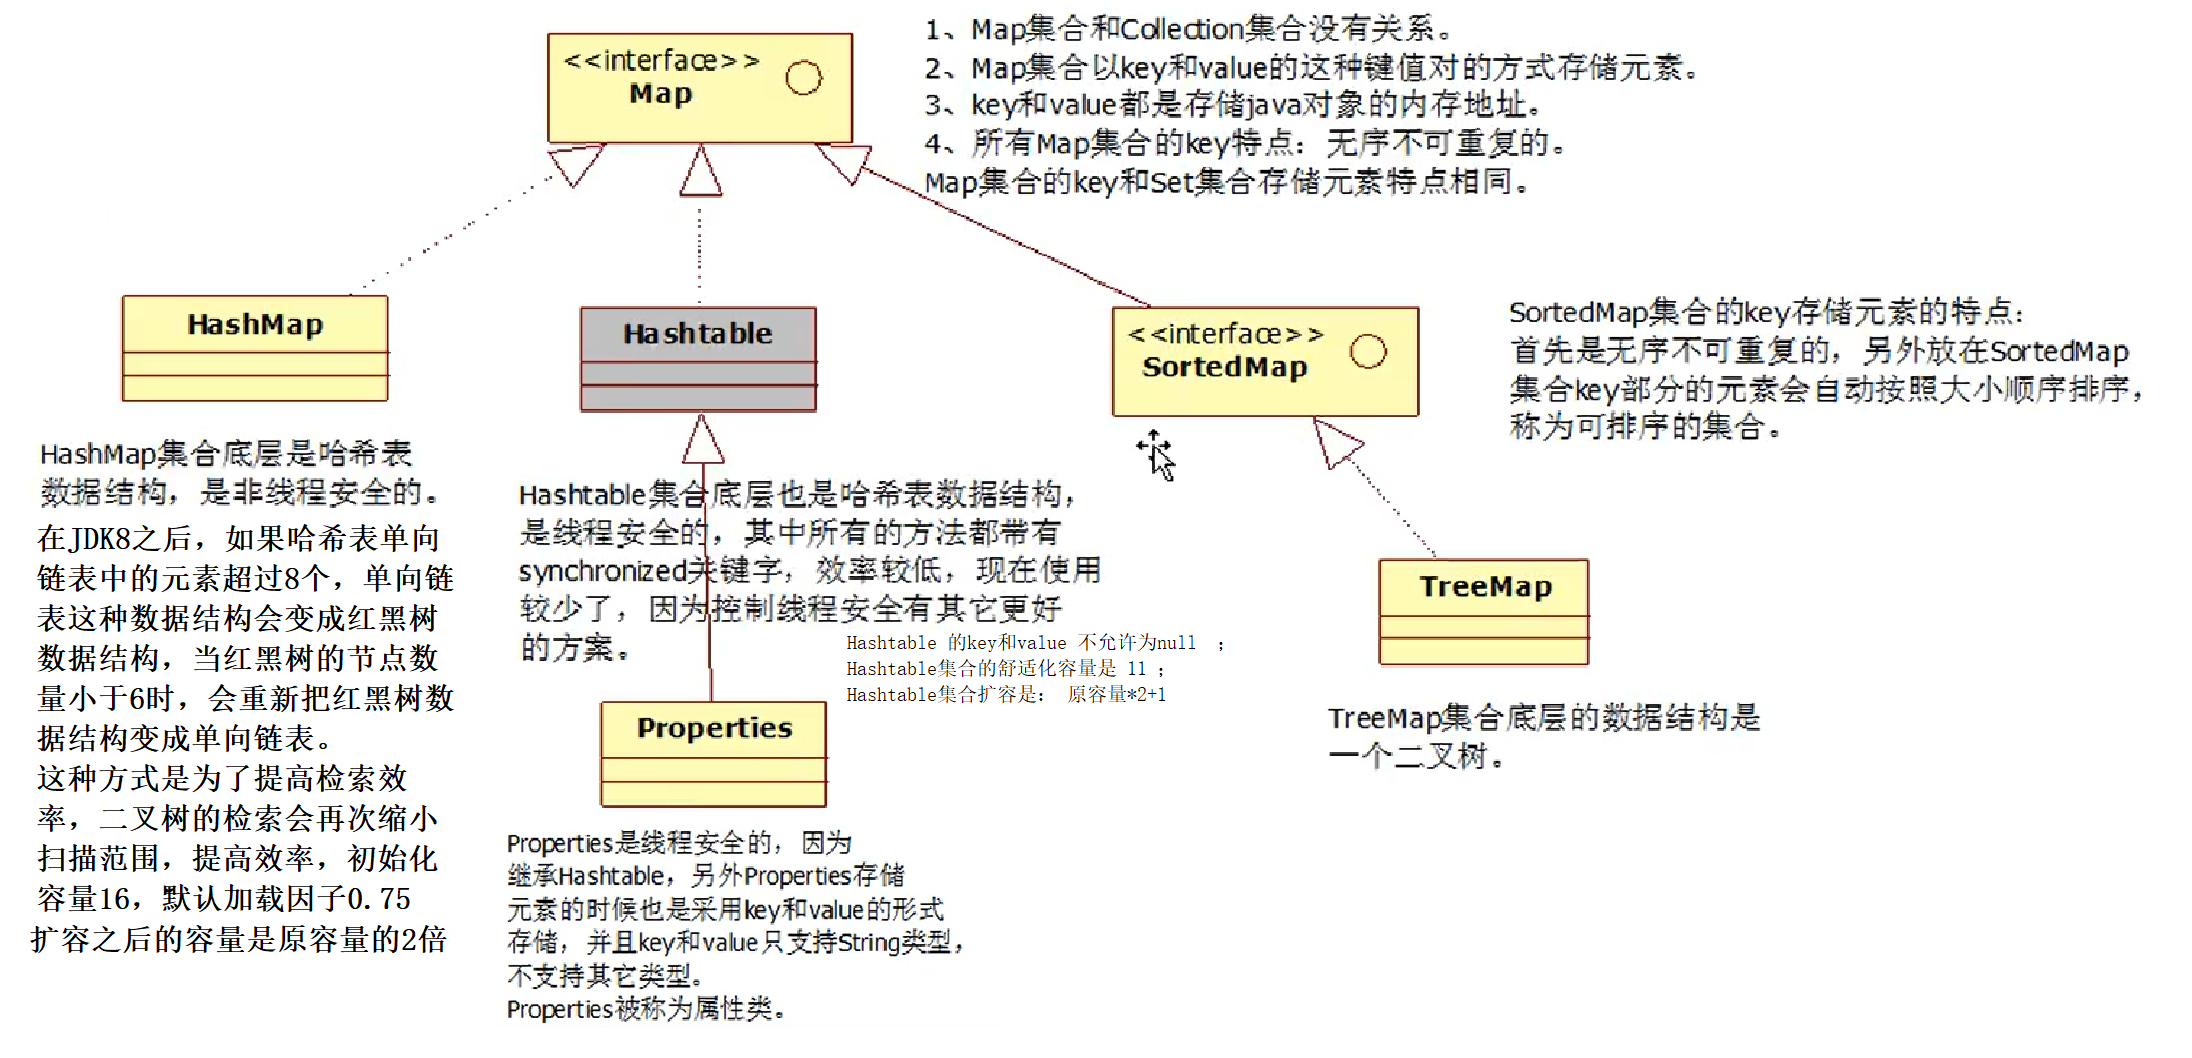 <<interface>>
Map
1、Map集合和Collection集合没有关系。
2、Map集合以key和value的这种键值对的方式存储元素。
3、key和value都是存储java对象的内存地址。
4、所有Map集合的key特点：无序不可重复的。
Map集合的key和Set集合存储元素特点相同。
HashMap
HashMap集合底层是哈希表
数据结构，是非线程安全的。
在JDK8之后，如果哈希表单向
链表中的元素超过8个，单向链
表这种数据结构会变成红黑树
数据结构，当红黑树的节点数
量小于6时，会重新把红黑树数
据结构变成单向链表。
这种方式是为了提高检索效
率，二叉树的检索会再次缩小
扫描范围，提高效率，初始化
容量16，默认加载因子0.75
扩容之后的容量是原容量的2倍
Hashtable
Hashtable集合底层也是哈希表数据结构，
是线程安全的，其中所有的方法都带有
synchronized关键字，效率较低，现在使用
较少了，因为控制线程安全有其它更好
的方案。
Hashtable 的key和value 不允许为null ；
Hashtable集合的舒适化容量是 11 ；
Hashtable集合扩容是： 原容量*2+1
Properties
Properties是线程安全的，因为
继承Hashtable，另外Properties存储
元素的时候也是采用key和value的形式
存储，并且key和value只支持String类型，
不支持其它类型。
Properties被称为属性类。
<<interface>>
SortedMap
SortedMap集合的key存储元素的特点：
首先是无序不可重复的，另外放在SortedMap
集合key部分的元素会自动按照大小顺序排序，
称为可排序的集合。
TreeMap
TreeMap集合底层的数据结构是
一个二叉树。